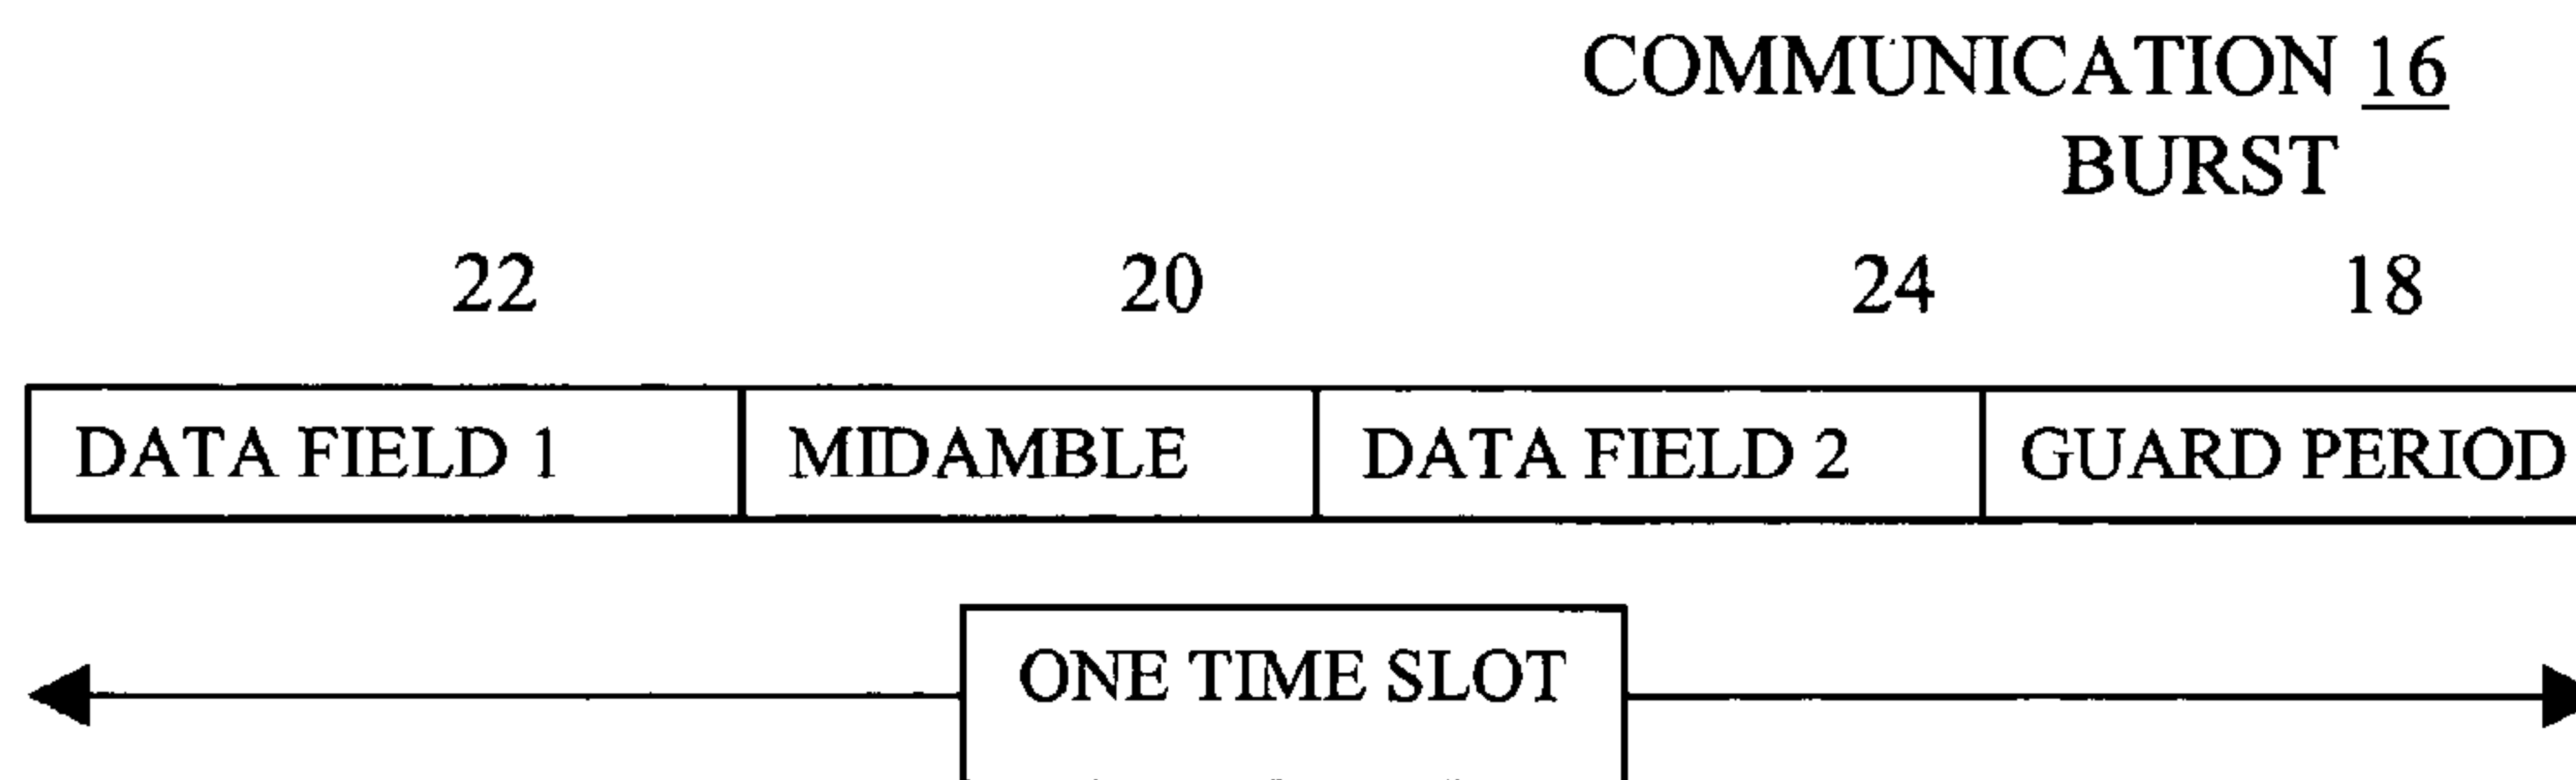 COMMUNICATION 16
BURST
22 20 24 18
DATA FIELD 1 MIDAMBLE DATA FIELD 2 GUARD PERIOD
ONE TIME SLOT